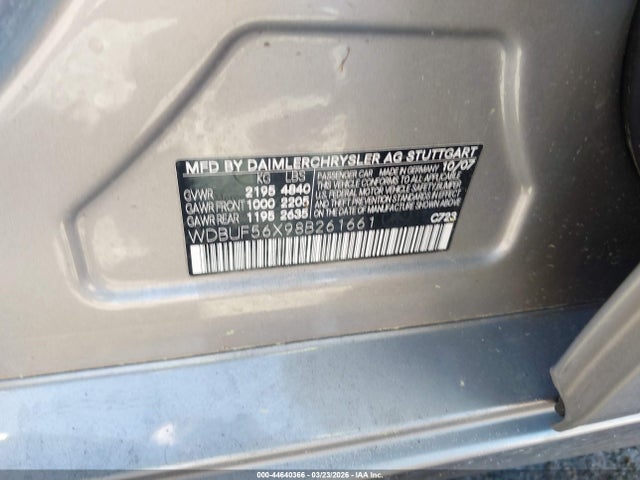 MFD BY DAIMLERCHRYSLER AG STUTTGART
KG LBS PASSENGER CAR MADE IN GERMANY 10/07
GVWR 2195 4840 THIS VEHICLE CONFORMS TO ALL APPLICABLE
GAWR FRONT 1000 2205 FEDERAL MOTOR VEHICLE SAFETY, BUMPER
GAWR REAR 1195 2635 AND THEFT PREVENTION STANDARDS IN EFFECT
ON THE DATE OF MANUFACTURE SHOWN ABOVE.
WDBUF56X98B261661 C723
000-44640366 | 03/23/2026 - IAA Inc.